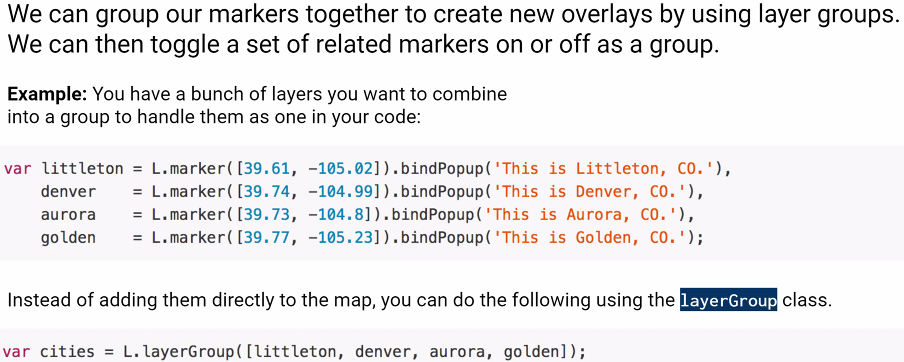 We can group our markers together to create new overlays by using layer groups.
We can then toggle a set of related markers on or off as a group.
Example: You have a bunch of layers you want to combine
into a group to handle them as one in your code:
var littleton = L.marker([39.61, -105.02]).bindPopup('This is Littleton, CO.'),
    denver    = L.marker([39.74, -104.99]).bindPopup('This is Denver, CO.'),
    aurora    = L.marker([39.73, -104.8]).bindPopup('This is Aurora, CO.'),
    golden    = L.marker([39.77, -105.23]).bindPopup('This is Golden, CO.');
Instead of adding them directly to the map, you can do the following using the layerGroup class.
var cities = L.layerGroup([littleton, denver, aurora, golden]);